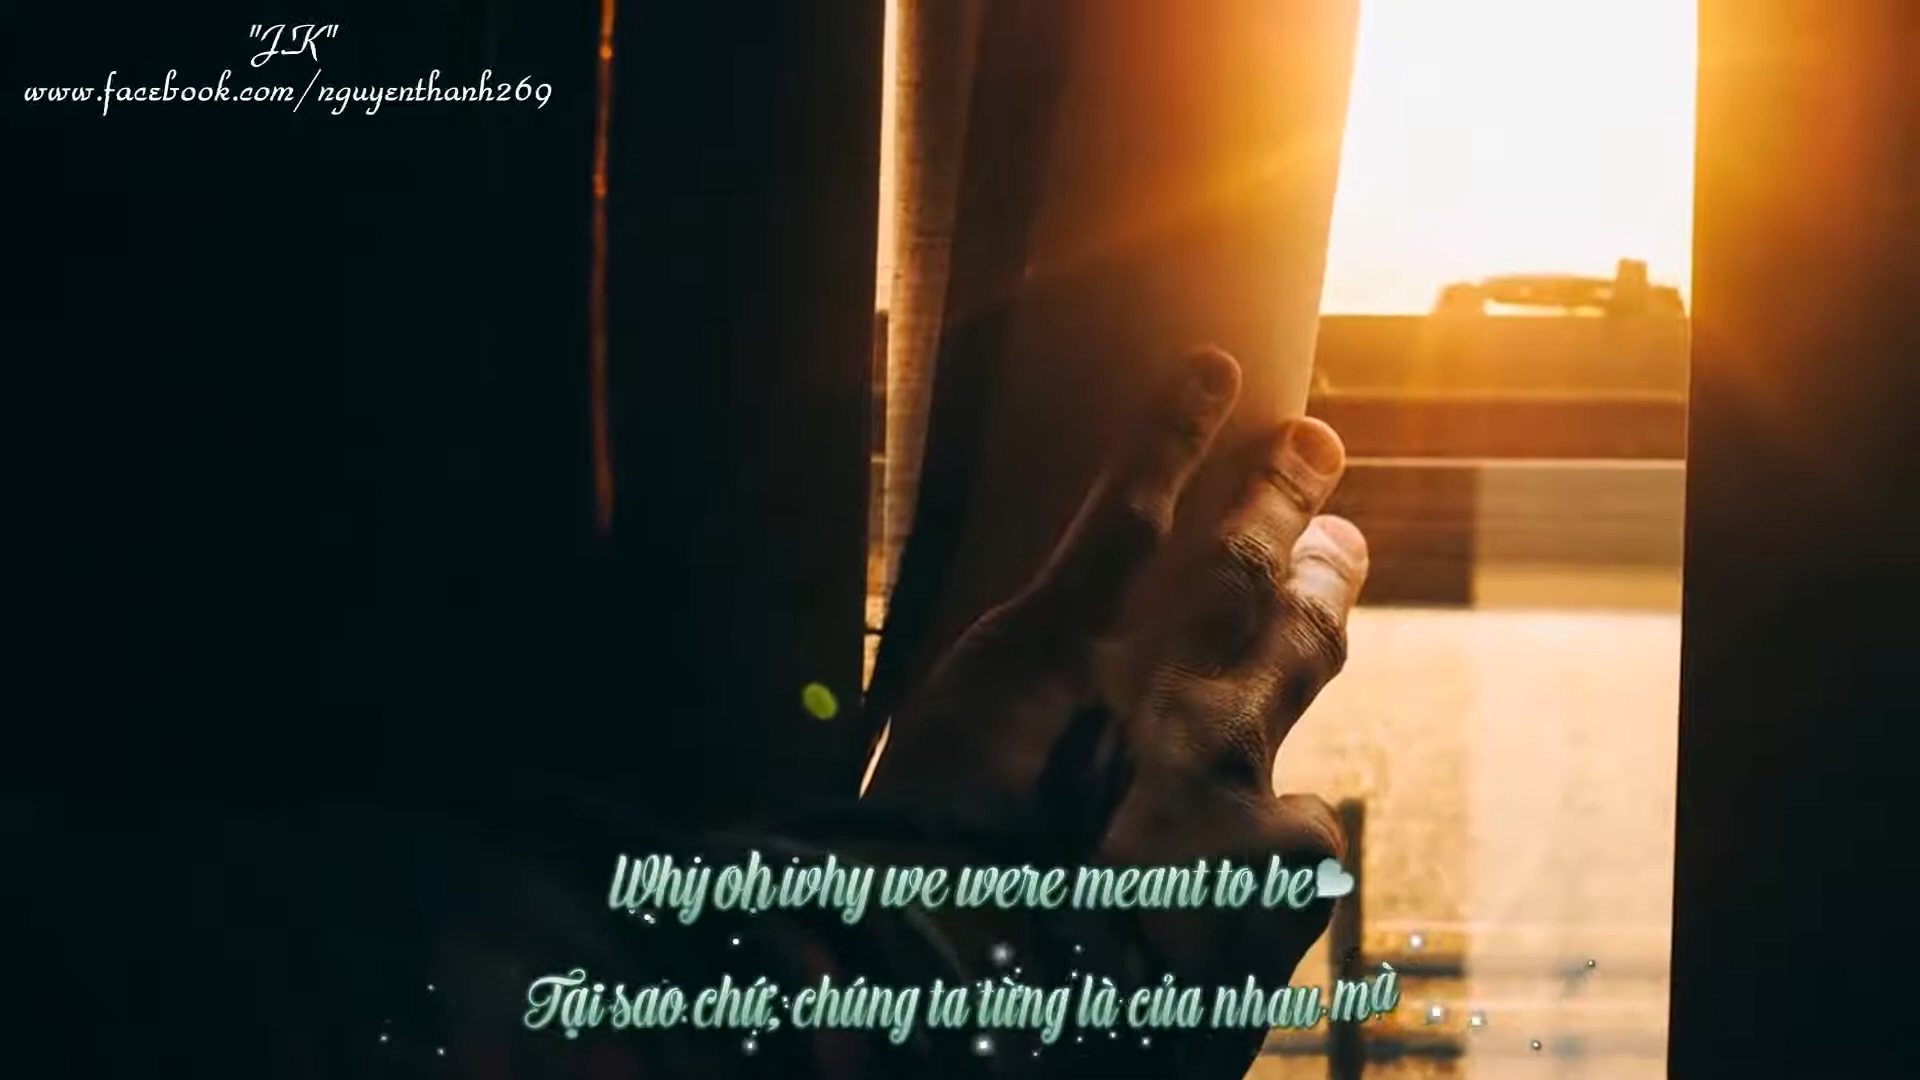 "J.K"
www.facebook.com/nguyenthanh269
Why oh why we were meant to be
Tại sao chứ, chúng ta từng là của nhau mà